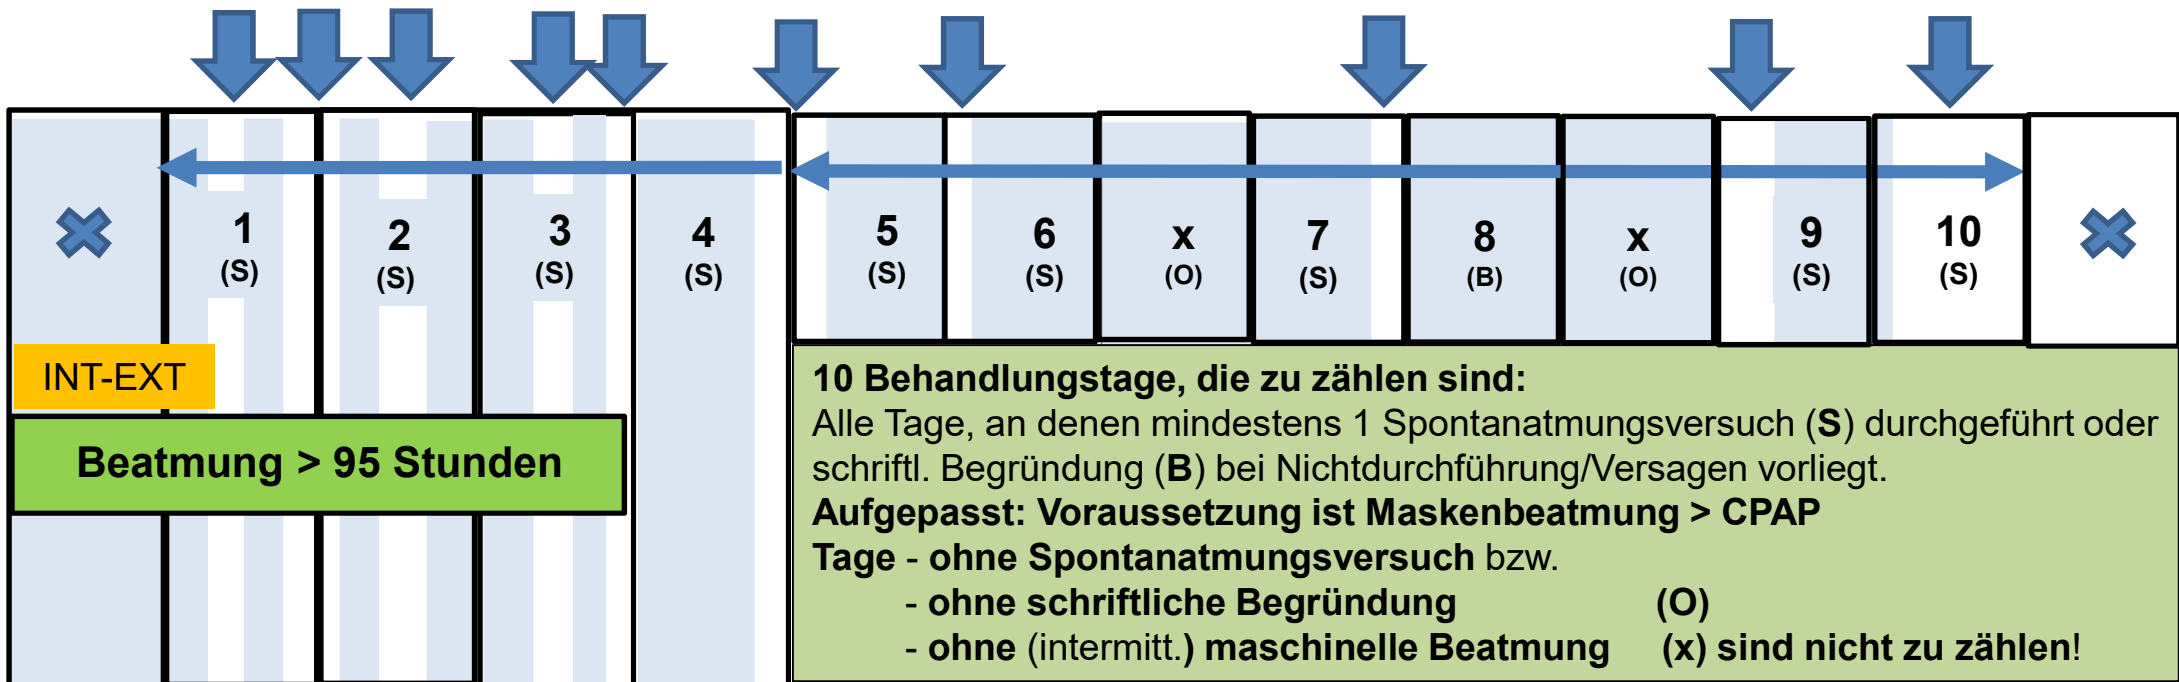 1 2 3 4 5 6 x 7 8 x 9 10
(S) (S) (S) (S) (S) (S) (O) (S) (B) (O) (S) (S)
INT-EXT
Beatmung > 95 Stunden
10 Behandlungstage, die zu zählen sind:
Alle Tage, an denen mindestens 1 Spontanatmungsversuch (S) durchgeführt oder
schriftl. Begründung (B) bei Nichtdurchführung/Versagen vorliegt.
Aufgepasst: Voraussetzung ist Maskenbeatmung > CPAP
Tage - ohne Spontanatmungsversuch bzw.
- ohne schriftliche Begründung (O)
- ohne (intermitt.) maschinelle Beatmung (x) sind nicht zu zählen!